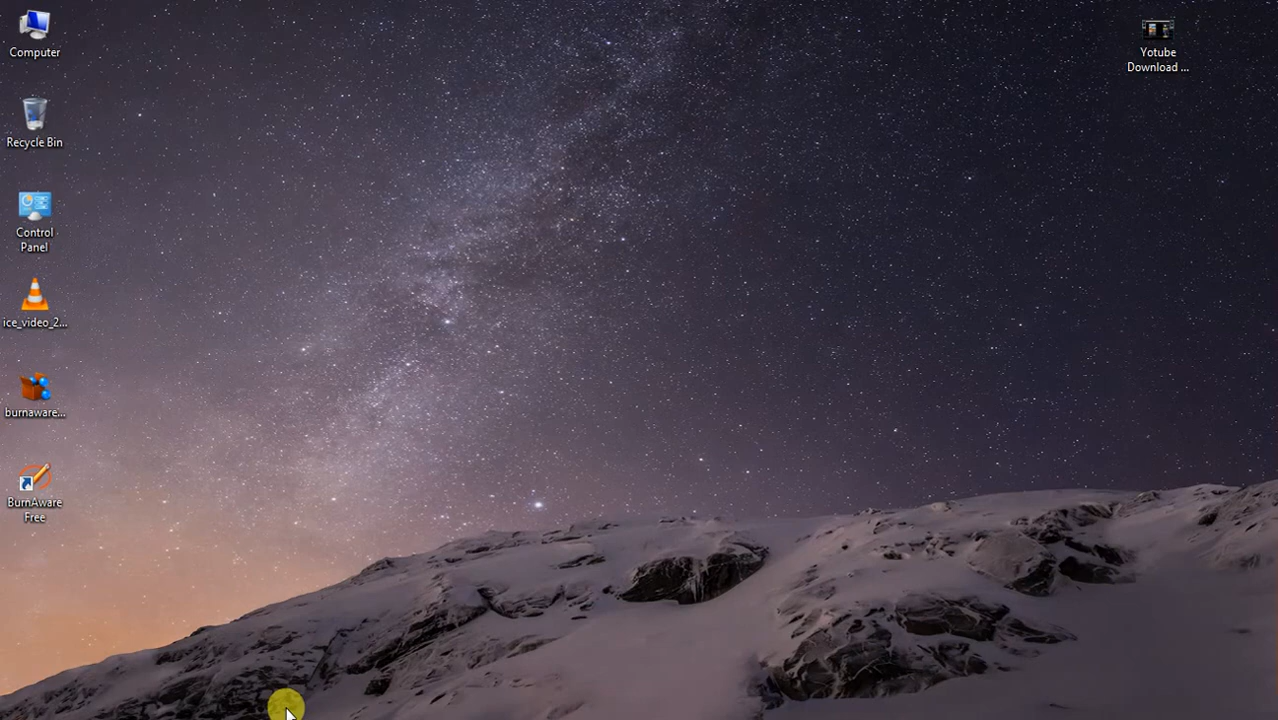 Computer
Recycle Bin
Control
Panel
ice_video_2...
burnaware...
BurnAware
Free
Yotube
Download ...